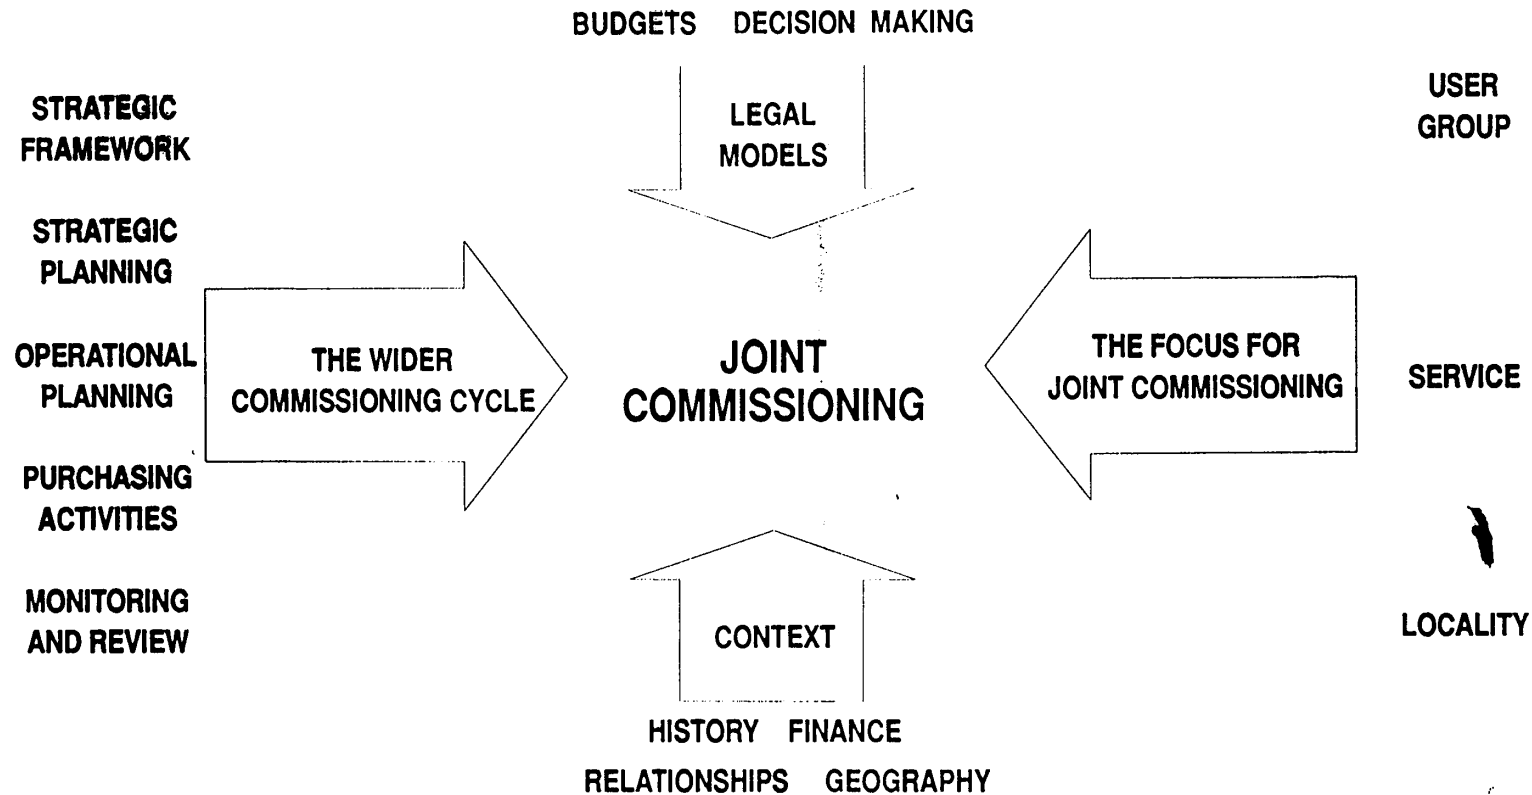 BUDGETS DECISION MAKING
LEGAL
MODELS
STRATEGIC
FRAMEWORK
STRATEGIC
PLANNING
OPERATIONAL
PLANNING
PURCHASING
ACTIVITIES
MONITORING
AND REVIEW
THE WIDER
COMMISSIONING CYCLE
JOINT
COMMISSIONING
THE FOCUS FOR
JOINT COMMISSIONING
USER
GROUP
SERVICE
LOCALITY
CONTEXT
HISTORY FINANCE
RELATIONSHIPS GEOGRAPHY